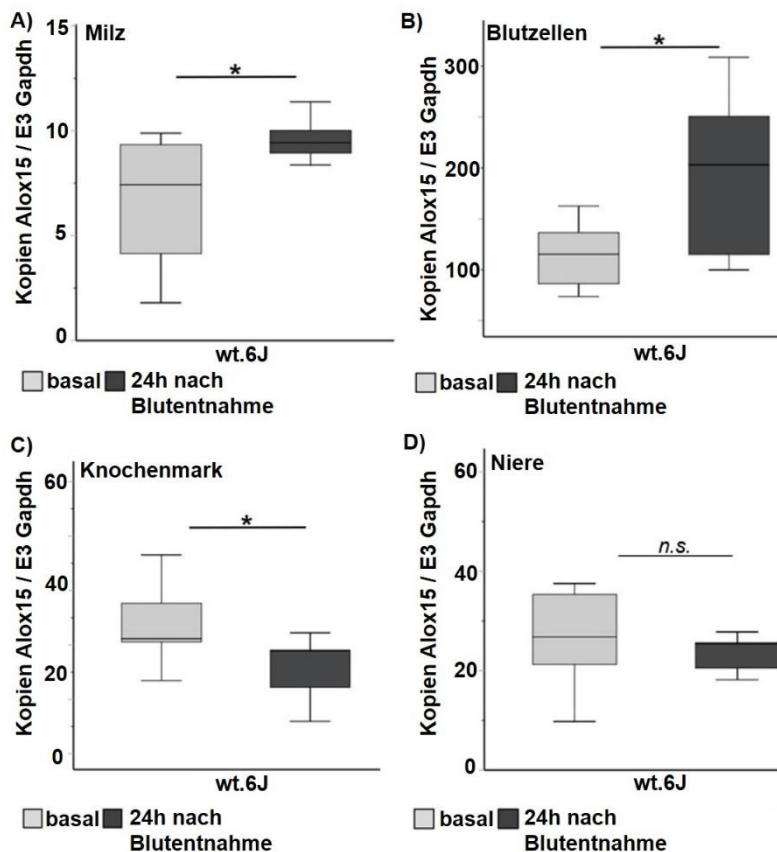 A)
Milz
15
10
5
0
*
Kopien Alox15 / E3 Gapdh
wt.6J
basal 24h nach
Blutentnahme
B)
Blutzellen
300
200
100
*
Kopien Alox15 / E3 Gapdh
wt.6J
basal 24h nach
Blutentnahme
C)
Knochenmark
60
30
20
0
*
Kopien Alox15 / E3 Gapdh
wt.6J
basal 24h nach
Blutentnahme
D)
Niere
60
40
20
0
n.s.
Kopien Alox15 / E3 Gapdh
wt.6J
basal 24h nach
Blutentnahme